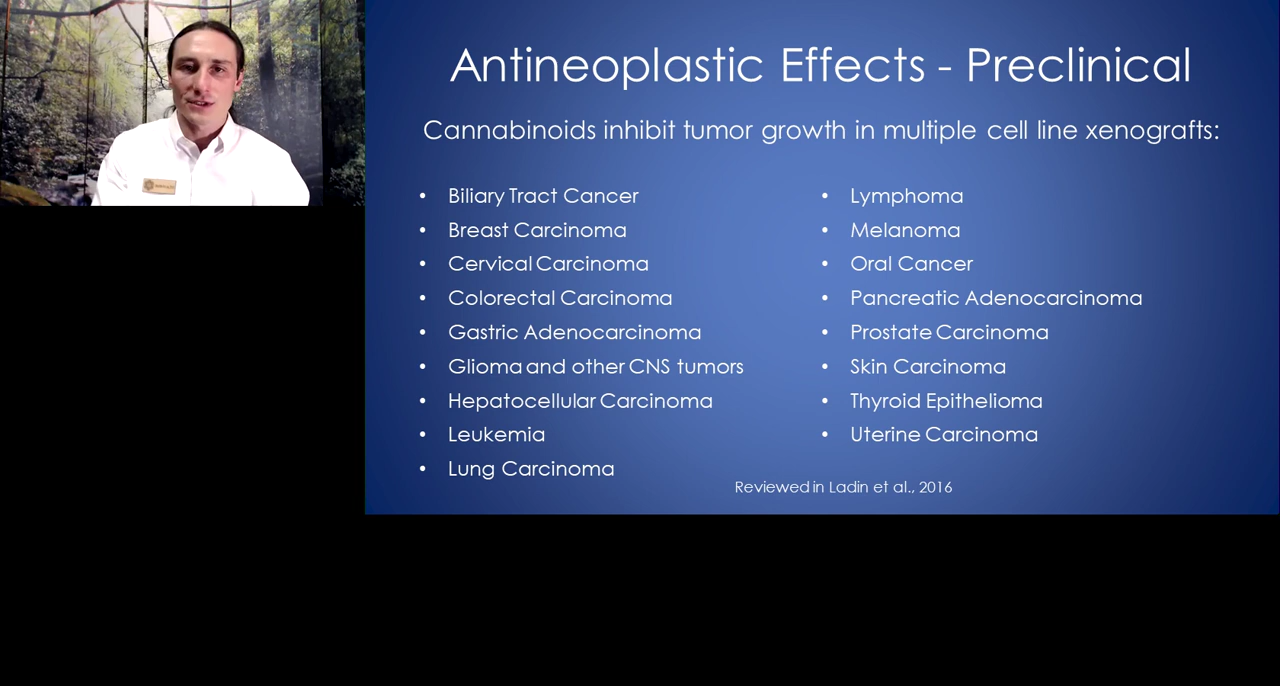 Antineoplastic Effects - Preclinical
Cannabinoids inhibit tumor growth in multiple cell line xenografts:
• Biliary Tract Cancer
• Breast Carcinoma
• Cervical Carcinoma
• Colorectal Carcinoma
• Gastric Adenocarcinoma
• Glioma and other CNS tumors
• Hepatocellular Carcinoma
• Leukemia
• Lung Carcinoma
• Lymphoma
• Melanoma
• Oral Cancer
• Pancreatic Adenocarcinoma
• Prostate Carcinoma
• Skin Carcinoma
• Thyroid Epithelioma
• Uterine Carcinoma
Reviewed in Ladin et al., 2016